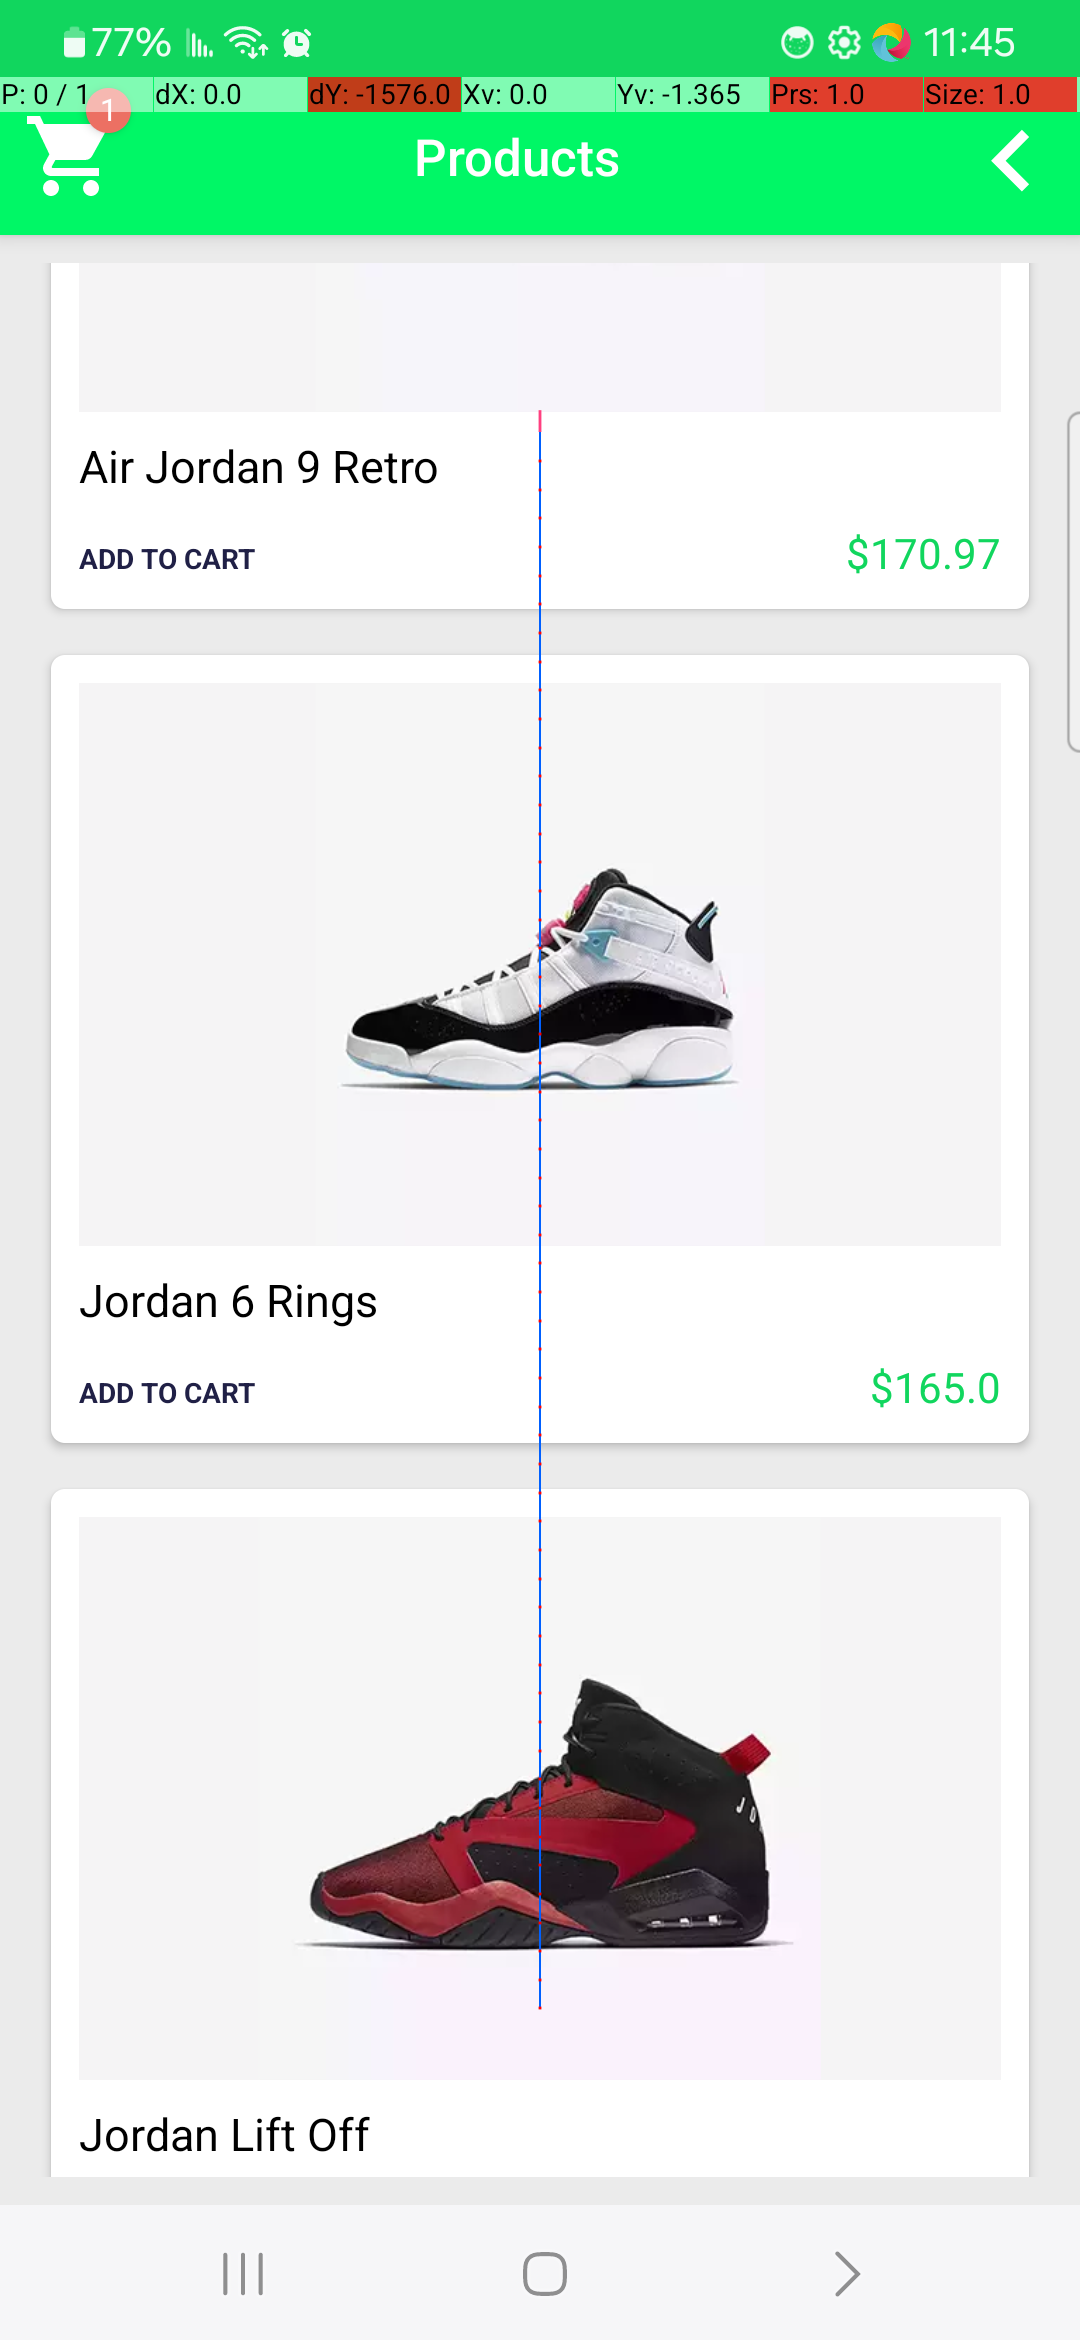 77% 11:45
P: 0 / 1 dX: 0.0 dY: -1576.0 Xv: 0.0 Yv: -1.365 Prs: 1.0 Size: 1.0
1
Products
Air Jordan 9 Retro
ADD TO CART $170.97
Jordan 6 Rings
ADD TO CART $165.0
Jordan Lift Off